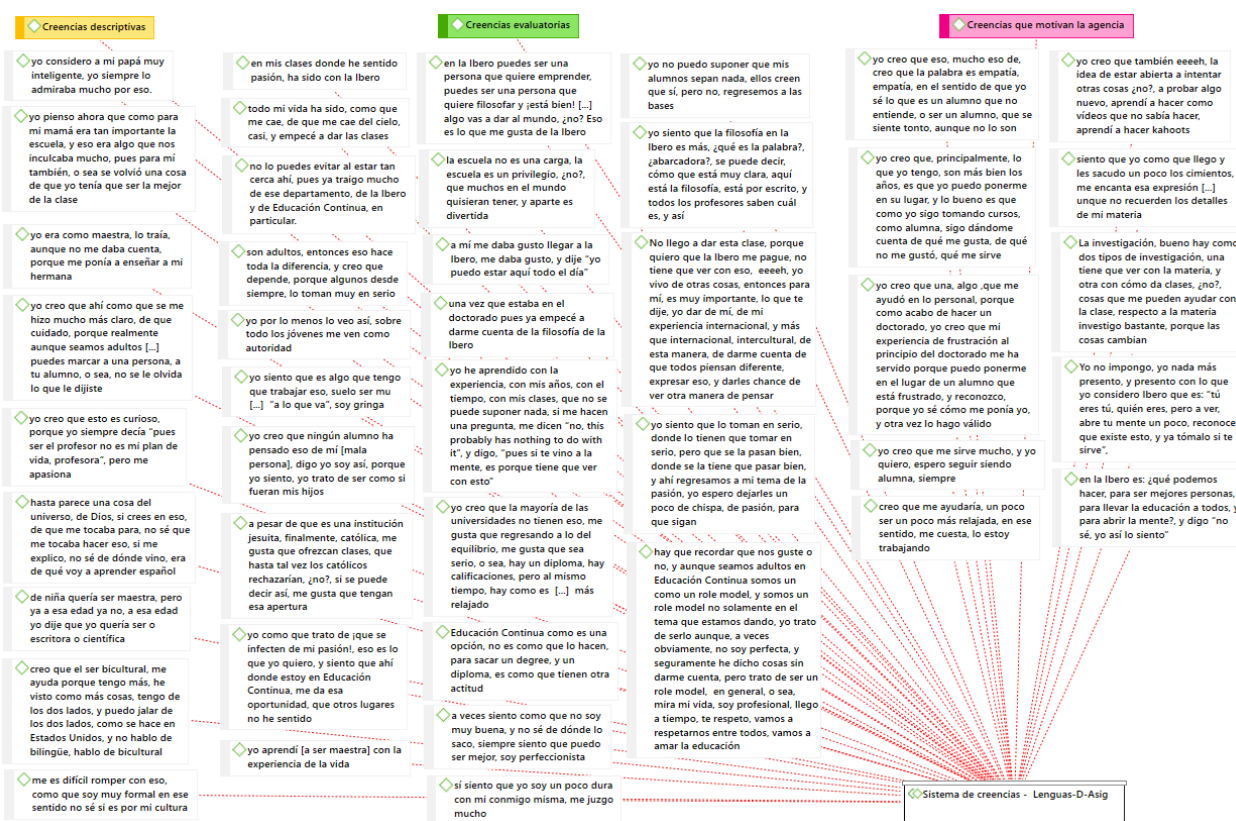 Creencias descriptivas
yo considero a mi papá muy
inteligente, yo siempre lo
admiraba mucho por eso.
yo pienso ahora que como para
mi mamá era tan importante la
escuela, y eso era algo que nos
inculcaba mucho, pues para mí
también, o sea se volvió una cosa
de que yo tenía que ser la mejor
de la clase
yo era como maestra, lo traía,
aunque no me daba cuenta,
porque me ponía a enseñar a mi
hermana
yo creo que ahí como que se me
hizo mucho más claro, de que
cuidado, porque realmente
aunque seamos adultos [...]
puedes marcar a una persona, a
tu alumno, o sea, no se le olvida
lo que le dijiste
yo creo que esto es curioso,
porque yo siempre decía "pues
ser el profesor no es mi plan de
vida, profesora", pero me
apasiona
hasta parece una cosa del
universo, de Dios, si crees en eso,
de que me tocaba para, no sé que
me tocaba hacer eso, si me
explico, no sé de dónde vino, era
de qué voy a aprender español
de niña quería ser maestra, pero
ya a esa edad ya no, a esa edad
yo dije que yo quería ser o
escritora o científica
creo que el ser bicultural, me
ayuda porque tengo más, he
visto como más cosas, tengo de
los dos lados, y puedo jalar de
los dos lados, como se hace en
Estados Unidos, y no hablo de
bilingüe, hablo de bicultural
me es difícil romper con eso,
como que soy muy formal en ese
sentido no sé si es por mi cultura
en mis clases donde he sentido
pasión, ha sido con la Ibero
todo mi vida ha sido, como que
me cae, de que me cae del cielo,
casi, y empecé a dar las clases
no lo puedes evitar al estar tan
cerca ahí, pues ya traigo mucho
de ese departamento, de la Ibero
y de Educación Continua, en
particular.
son adultos, entonces eso hace
toda la diferencia, y creo que
depende, porque algunos desde
siempre, lo toman muy en serio
yo por lo menos lo veo así, sobre
todo los jóvenes me ven como
autoridad
yo siento que es algo que tengo
que trabajar eso, suelo ser mu
[...] "a lo que va", soy gringa
yo creo que ningún alumno ha
pensado eso de mí [mala
persona], digo yo soy así, porque
yo siento, yo trato de ser como si
fueran mis hijos
a pesar de que es una institución
jesuita, finalmente, católica, me
gusta que ofrezcan clases, que
hasta tal vez los católicos
rechazarían, ¿no?, si se puede
decir así, me gusta que tengan
esa apertura
yo como que trato de ¡que se
infecten de mi pasión!, eso es lo
que yo quiero, y siento que ahí
donde estoy en Educación
Continua, me da esa
oportunidad, que otros lugares
no he sentido
yo aprendí [a ser maestra] con la
experiencia de la vida
Creencias evaluatorias
en la Ibero puedes ser una
persona que quiere emprender,
puedes ser una persona que
quiere filosofar y ¡está bien! [...]
algo vas a dar al mundo, ¿no? Eso
es lo que me gusta de la Ibero
la escuela no es una carga, la
escuela es un privilegio, ¿no?,
que muchos en el mundo
quisieran tener, y aparte es
divertida
a mí me daba gusto llegar a la
Ibero, me daba gusto, y dije "yo
puedo estar aquí todo el día"
una vez que estaba en el
doctorado pues ya empecé a
darme cuenta de la filosofía de la
Ibero
yo he aprendido con la
experiencia, con mis años, con el
tiempo, con mis clases, que no se
puede suponer nada, si me hacen
una pregunta, me dicen "no, this
probably has nothing to do with
it", y digo, "pues si te vino a la
mente, es porque tiene que ver
con esto"
yo creo que la mayoría de las
universidades no tienen eso, me
gusta que regresando a lo del
equilibrio, me gusta que sea
serio, o sea, hay un diploma, hay
calificaciones, pero al mismo
tiempo, hay como es [...] más
relajado
Educación Continua como es una
opción, no es como que lo hacen,
para sacar un degree, y un
diploma, es como que tienen otra
actitud
a veces siento como que no soy
muy buena, y no sé de dónde lo
saco, siempre siento que puedo
ser mejor, soy perfeccionista
sí siento que yo soy un poco dura
con mi conmigo misma, me juzgo
mucho
yo no puedo suponer que mis
alumnos sepan nada, ellos creen
que sí, pero no, regresemos a las
bases
yo siento que la filosofía en la
Ibero es más, ¿qué es la palabra?,
¿abarcadora?, se puede decir,
cómo que está muy clara, aquí
está la filosofía, está por escrito, y
todos los profesores saben cuál
es, y así
No llego a dar esta clase, porque
quiero que la Ibero me pague, no
tiene que ver con eso, eeeeh, yo
vivo de otras cosas, entonces para
mí, es muy importante, lo que te
dije, yo dar de mí, de mi
experiencia internacional, y más
que internacional, intercultural, de
esta manera, de darme cuenta de
que todos piensan diferente,
expresar eso, y darles chance de
ver otra manera de pensar
yo siento que lo toman en serio,
donde lo tienen que tomar en
serio, pero que se la pasan bien,
donde se la tiene que pasar bien,
y ahí regresamos a mi tema de la
pasión, yo espero dejarles un
poco de chispa, de pasión, para
que sigan
hay que recordar que nos guste o
no, y aunque seamos adultos en
Educación Continua somos un
como un role model, y somos un
role model no solamente en el
tema que estamos dando, yo trato
de serlo aunque, a veces
obviamente, no soy perfecta, y
seguramente he dicho cosas sin
darme cuenta, pero trato de ser un
role model, en general, o sea,
mira mi vida, soy profesional, llego
a tiempo, te respeto, vamos a
respetarnos entre todos, vamos a
amar la educación
Creencias que motivan la agencia
yo creo que eso, mucho eso de,
creo que la palabra es empatía,
empatía, en el sentido de que yo
sé lo que es un alumno que no
entiende, o ser un alumno, que se
siente tonto, aunque no lo son
yo creo que, principalmente, lo
que yo tengo, son más bien los
años, es que yo puedo ponerme
en su lugar, y lo bueno es que
como yo sigo tomando cursos,
como alumna, sigo dándome
cuenta de qué me gusta, de qué
no me gustó, qué me sirve
yo creo que una, algo ,que me
ayudó en lo personal, porque
como acabo de hacer un
doctorado, yo creo que mi
experiencia de frustración al
principio del doctorado me ha
servido porque puedo ponerme
en el lugar de un alumno que
está frustrado, y reconozco,
porque yo sé cómo me ponía yo,
y otra vez lo hago válido
yo creo que me sirve mucho, y yo
quiero, espero seguir siendo
alumna, siempre
creo que me ayudaría, un poco
ser un poco más relajada, en ese
sentido, me cuesta, lo estoy
trabajando
yo creo que también eeeeh, la
idea de estar abierta a intentar
otras cosas ¿no?, a probar algo
nuevo, aprendí a hacer como
vídeos que no sabía hacer,
aprendí a hacer kahoots
siento que yo como que llego y
les sacudo un poco los cimientos,
me encanta esa expresión [...]
unque no recuerden los detalles
de mi materia
La investigación, bueno hay como
dos tipos de investigación, una
tiene que ver con la materia, y
otra con cómo da clases, ¿no?,
cosas que me pueden ayudar con
la clase, respecto a la materia
investigo bastante, porque las
cosas cambian
Yo no impongo, yo nada más
presento, y presento con lo que
yo considero Ibero que es: "tú
eres tú, quién eres, pero a ver,
abre tu mente un poco, reconoce
que existe esto, y ya tómalo si te
sirve",
en la Ibero es: ¿qué podemos
hacer, para ser mejores personas,
para llevar la educación a todos, y
para abrir la mente?, y digo "no
sé, yo así lo siento"
Sistema de creencias - Lenguas-D-Asig